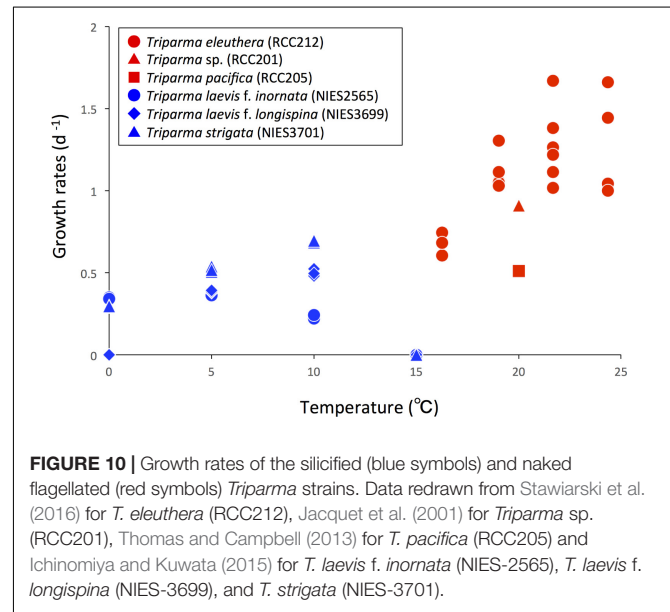 2
1.5
1
0.5
0
Growth rates (d⁻¹)
Triparma eleuthera (RCC212)
Triparma sp. (RCC201)
Triparma pacifica (RCC205)
Triparma laevis f. inornata (NIES2565)
Triparma laevis f. longispina (NIES3699)
Triparma strigata (NIES3701)
0 5 10 15 20 25
Temperature (℃)
FIGURE 10 | Growth rates of the silicified (blue symbols) and naked
flagellated (red symbols) Triparma strains. Data redrawn from Stawiarski et al.
(2016) for T. eleuthera (RCC212), Jacquet et al. (2001) for Triparma sp.
(RCC201), Thomas and Campbell (2013) for T. pacifica (RCC205) and
Ichinomiya and Kuwata (2015) for T. laevis f. inornata (NIES-2565), T. laevis f.
longispina (NIES-3699), and T. strigata (NIES-3701).